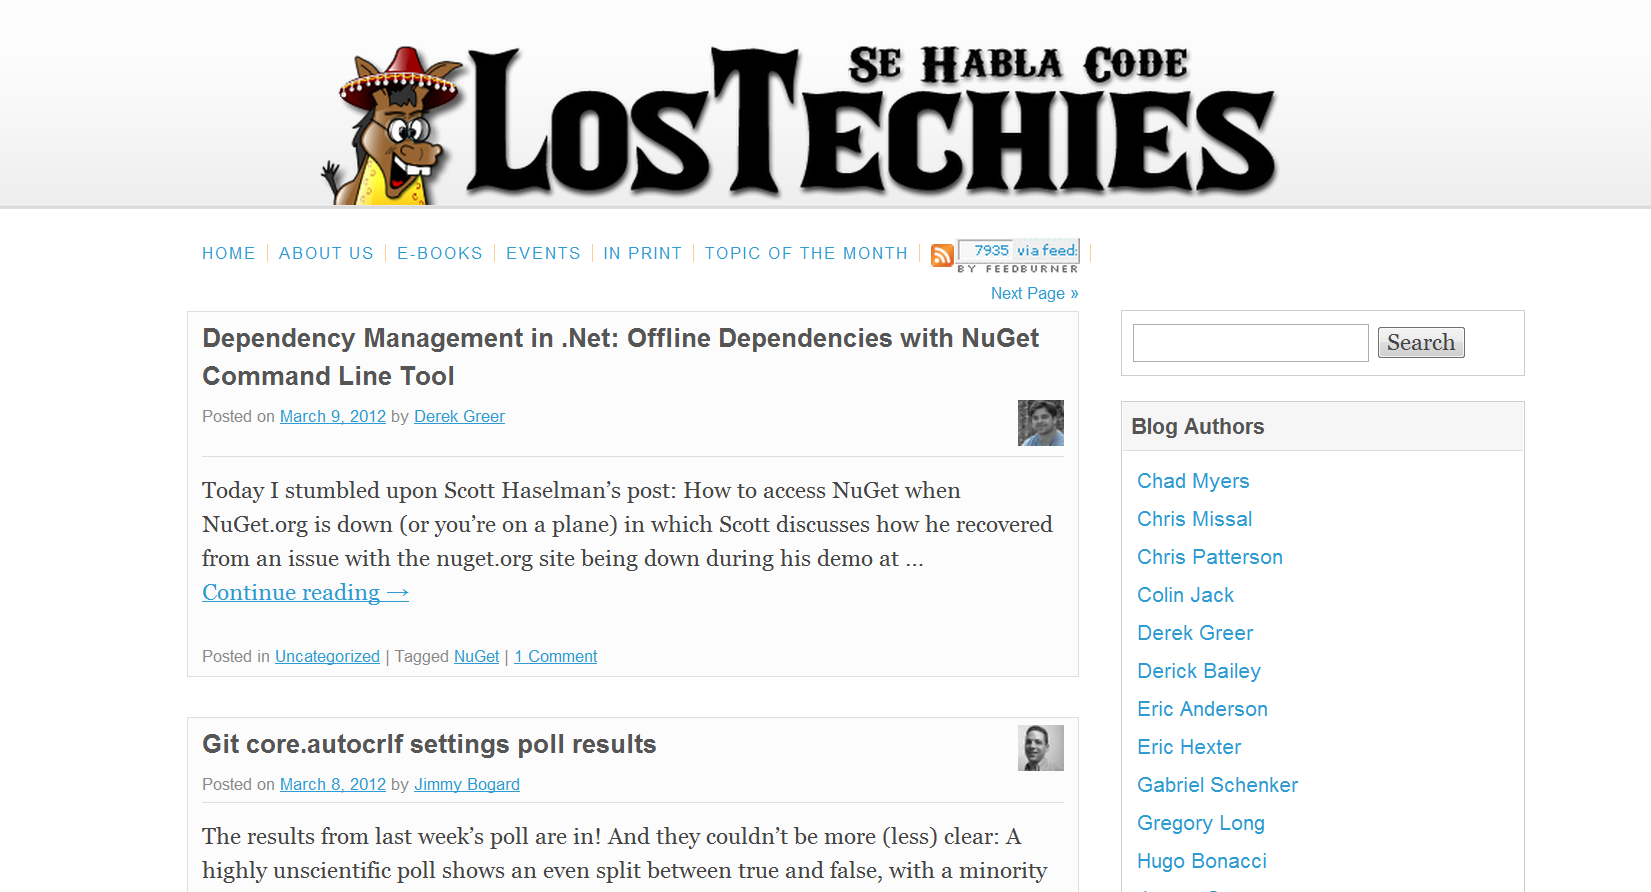 SE HABLA CODE
LOSTECHIES
HOME
ABOUT US
E-BOOKS
EVENTS
IN PRINT
TOPIC OF THE MONTH
7935 via feed:
BY FEEDBURNER
Next Page »
Dependency Management in .Net: Offline Dependencies with NuGet
Command Line Tool
Posted on March 9, 2012 by Derek Greer
Today I stumbled upon Scott Haselman’s post: How to access NuGet when
NuGet.org is down (or you’re on a plane) in which Scott discusses how he recovered
from an issue with the nuget.org site being down during his demo at ...
Continue reading →
Posted in Uncategorized | Tagged NuGet | 1 Comment
Git core.autocrlf settings poll results
Posted on March 8, 2012 by Jimmy Bogard
The results from last week’s poll are in! And they couldn’t be more (less) clear: A
highly unscientific poll shows an even split between true and false, with a minority
Search
Blog Authors
Chad Myers
Chris Missal
Chris Patterson
Colin Jack
Derek Greer
Derick Bailey
Eric Anderson
Eric Hexter
Gabriel Schenker
Gregory Long
Hugo Bonacci